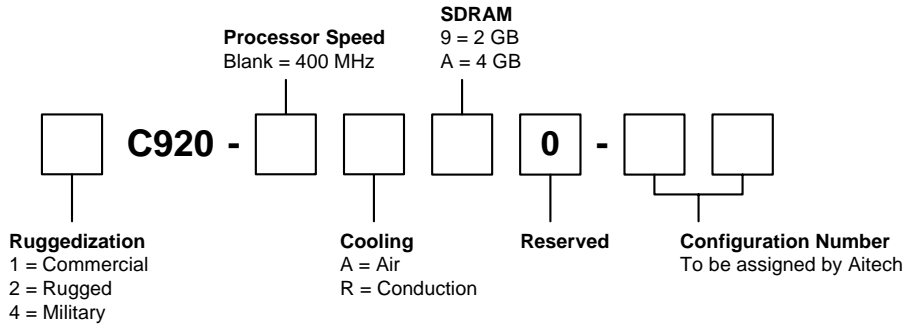 SDRAM
9 = 2 GB
A = 4 GB
Processor Speed
Blank = 400 MHz
C920 - 0 -
Ruggedization
1 = Commercial
2 = Rugged
4 = Military
Cooling
A = Air
R = Conduction
Reserved
Configuration Number
To be assigned by Aitech